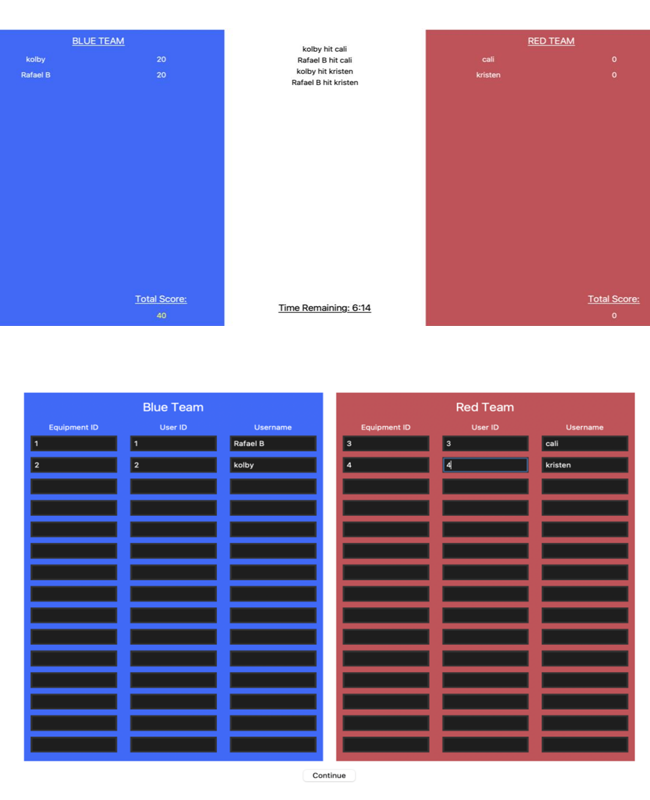 BLUE TEAM
kolby 20
Rafael B 20
Total Score:
40
kolby hit cali
Rafael B hit cali
kolby hit kristen
Rafael B hit kristen
Time Remaining: 6:14
RED TEAM
cali 0
kristen 0
Total Score:
0
Blue Team
Equipment ID User ID Username
1 1 Rafael B
2 2 kolby
Red Team
Equipment ID User ID Username
3 3 cali
4 4 kristen
Continue